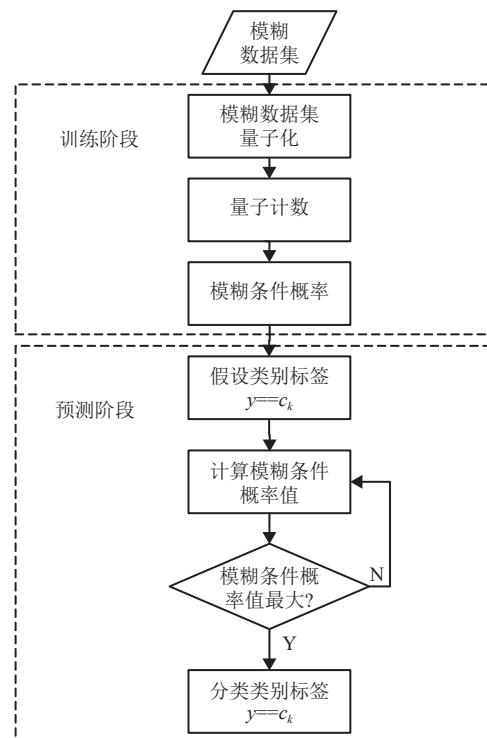 模糊
数据集
训练阶段
模糊数据集
量子化
量子计数
模糊条件概率
预测阶段
假设类别标签
y==cₖ
计算模糊条件
概率值
模糊条件概
率值最大?
N
Y
分类类别标签
y==cₖ